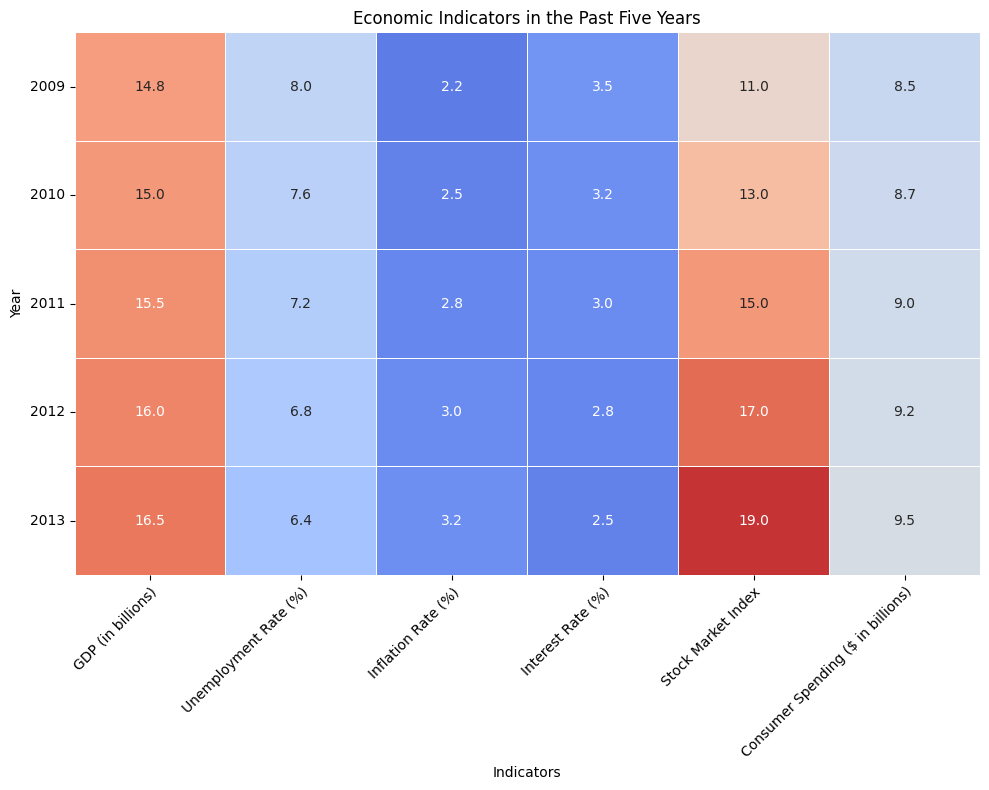 Economic Indicators in the Past Five Years
Year
2009 14.8 8.0 2.2 3.5 11.0 8.5
2010 15.0 7.6 2.5 3.2 13.0 8.7
2011 15.5 7.2 2.8 3.0 15.0 9.0
2012 16.0 6.8 3.0 2.8 17.0 9.2
2013 16.5 6.4 3.2 2.5 19.0 9.5
GDP (in billions)
Unemployment Rate (%)
Inflation Rate (%)
Interest Rate (%)
Stock Market Index
Consumer Spending ($ in billions)
Indicators